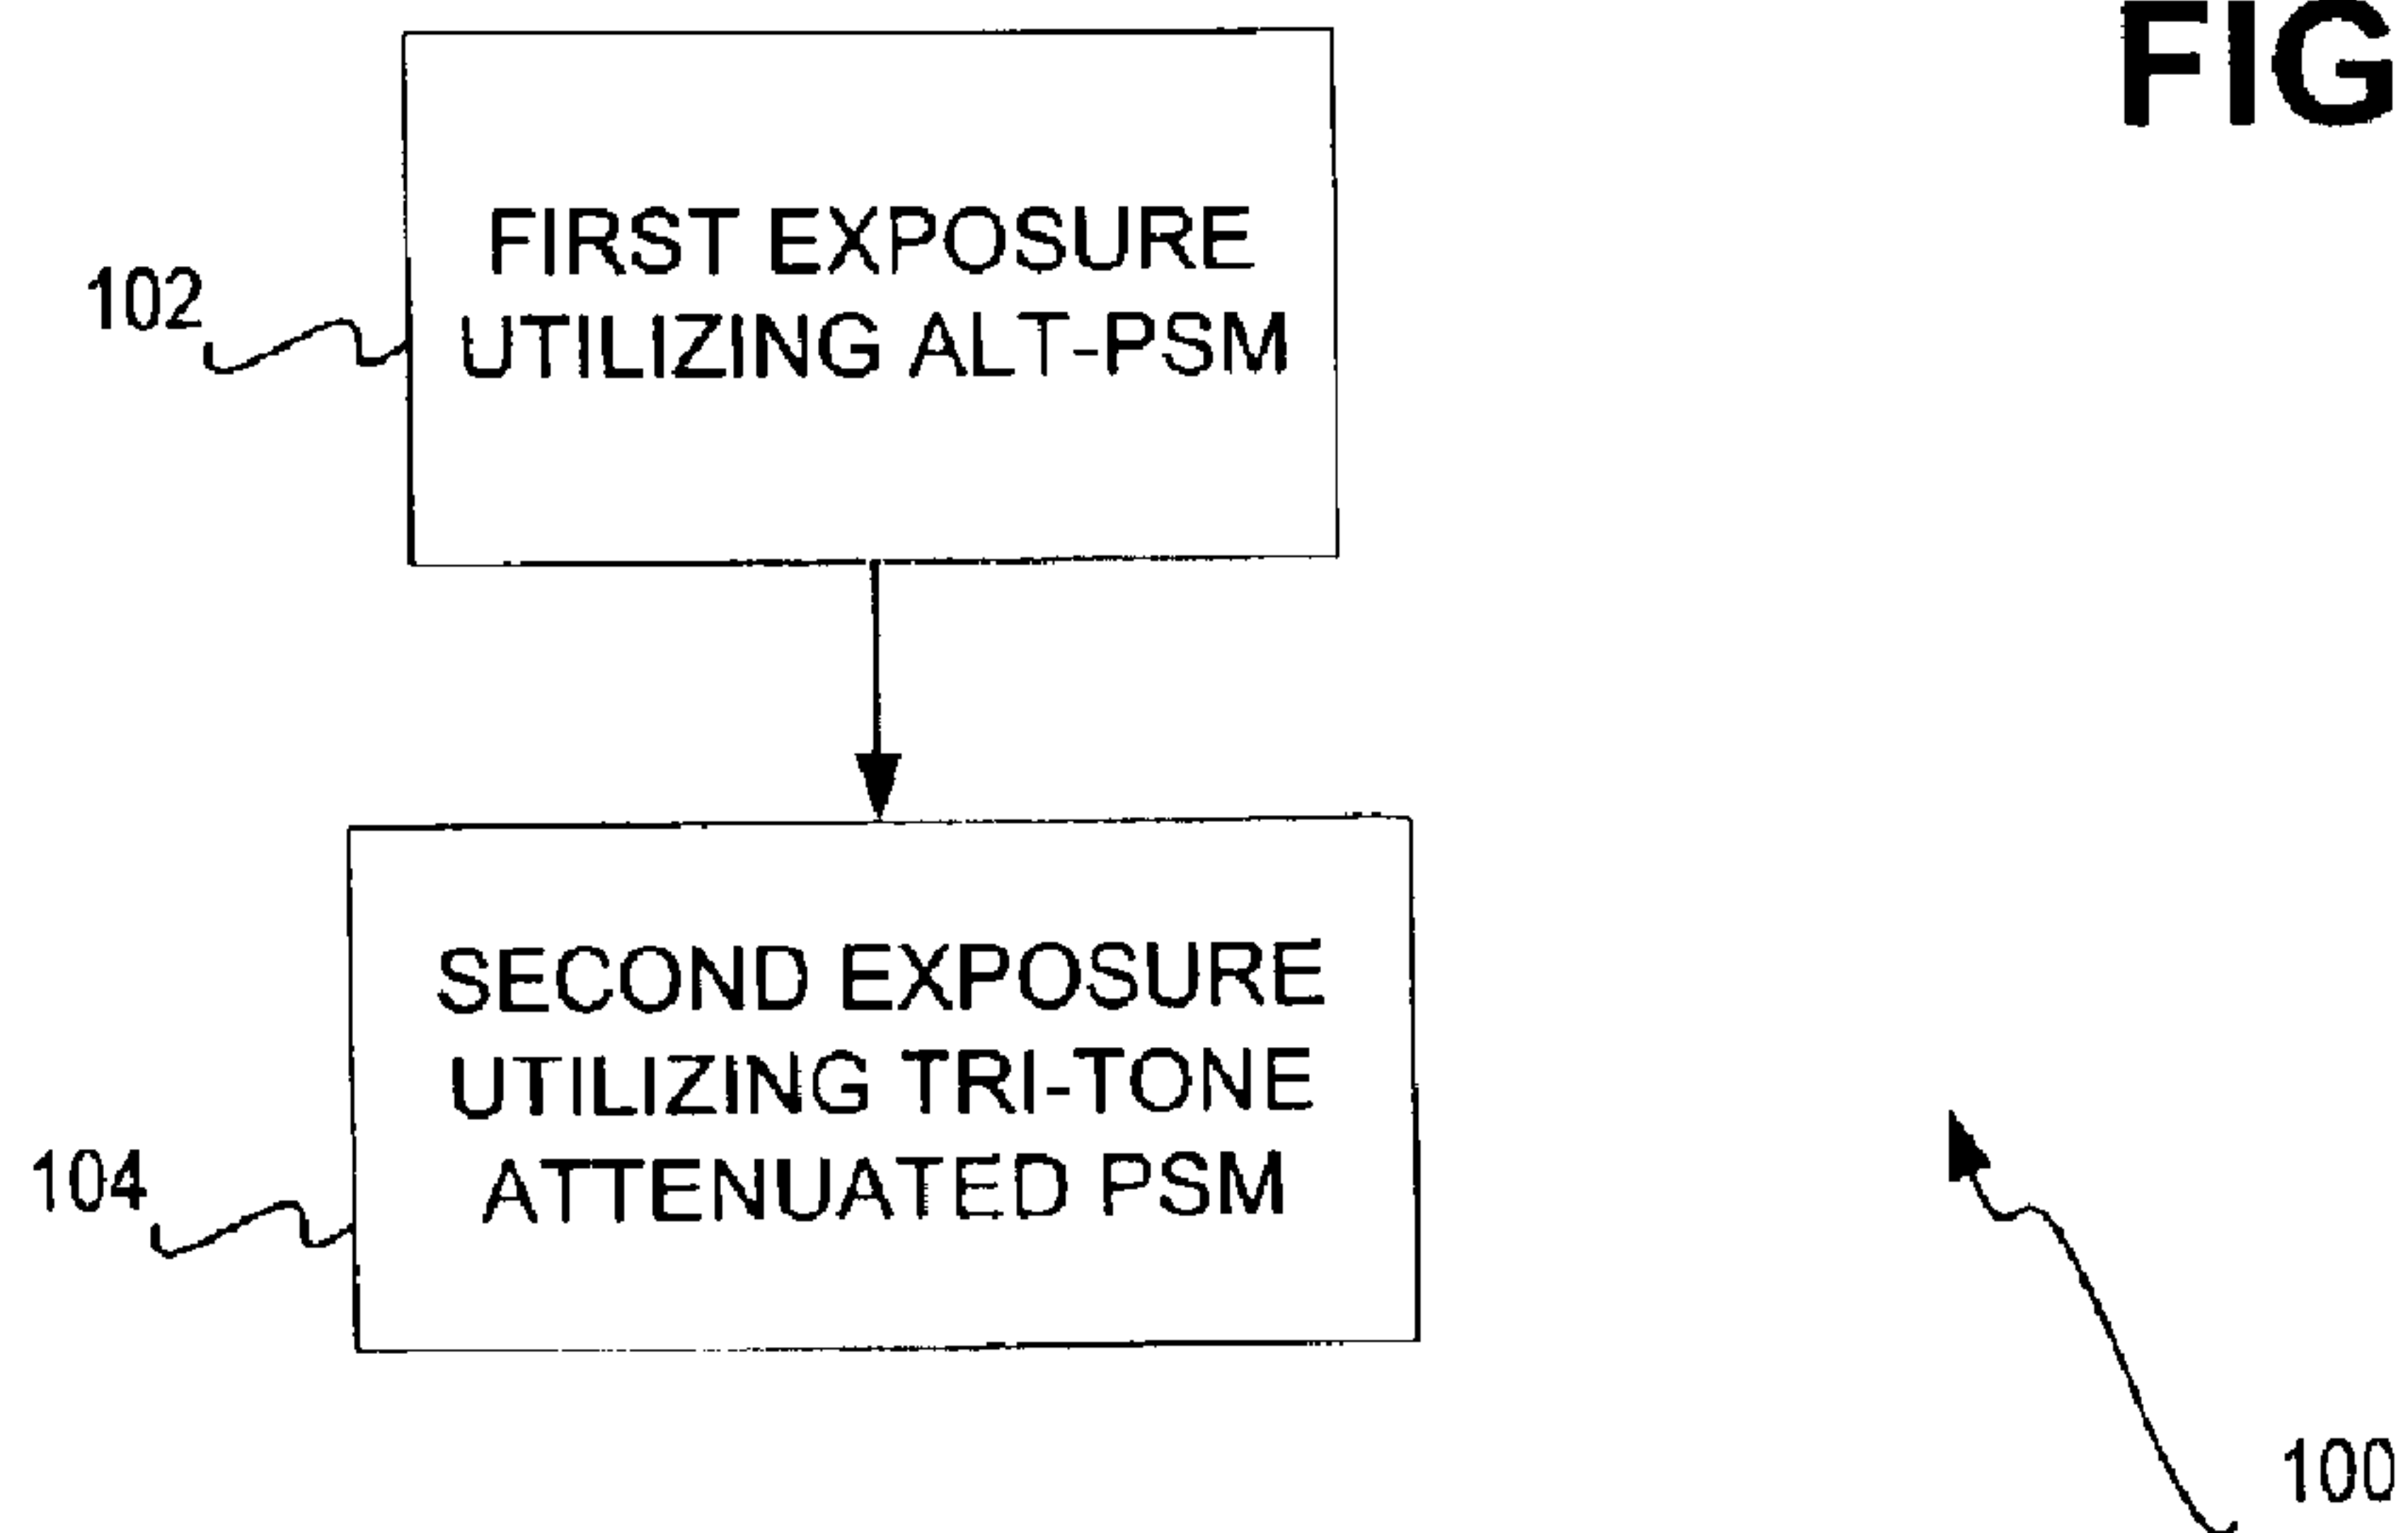 FIG
FIRST EXPOSURE
UTILIZING ALT-PSM
102
SECOND EXPOSURE
UTILIZING TRI-TONE
ATTENUATED PSM
104
100